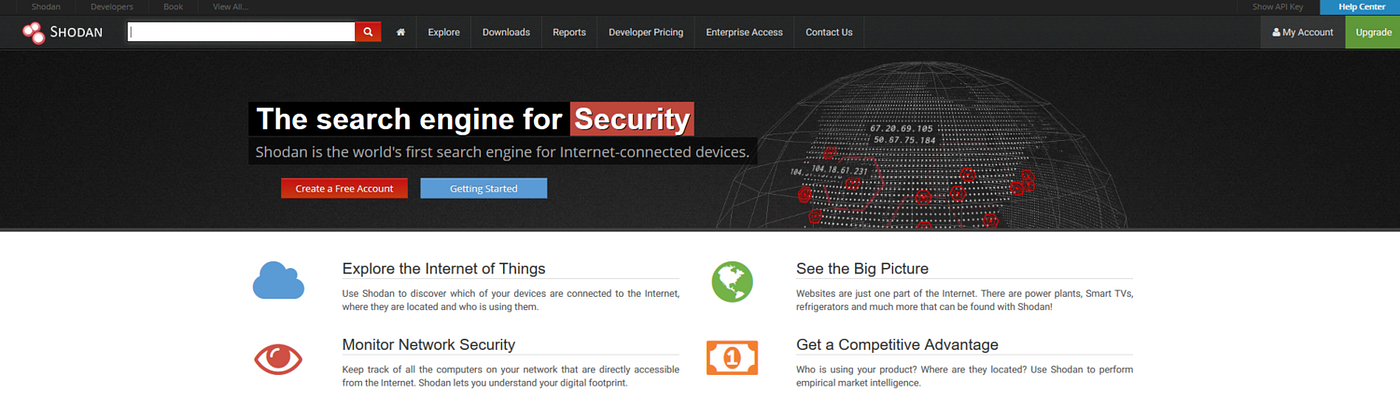 Shodan Developers Book View All... Show API Key Help Center
SHODAN Explore Downloads Reports Developer Pricing Enterprise Access Contact Us My Account Upgrade
The search engine for Security
Shodan is the world's first search engine for Internet-connected devices.
Create a Free Account Getting Started
67.20.69.105
50.87.75.184
104. 104.18.61.231
Explore the Internet of Things
Use Shodan to discover which of your devices are connected to the Internet,
where they are located and who is using them.
See the Big Picture
Websites are just one part of the Internet. There are power plants, Smart TVs,
refrigerators and much more that can be found with Shodan!
Monitor Network Security
Keep track of all the computers on your network that are directly accessible
from the Internet. Shodan lets you understand your digital footprint.
1
Get a Competitive Advantage
Who is using your product? Where are they located? Use Shodan to perform
empirical market intelligence.